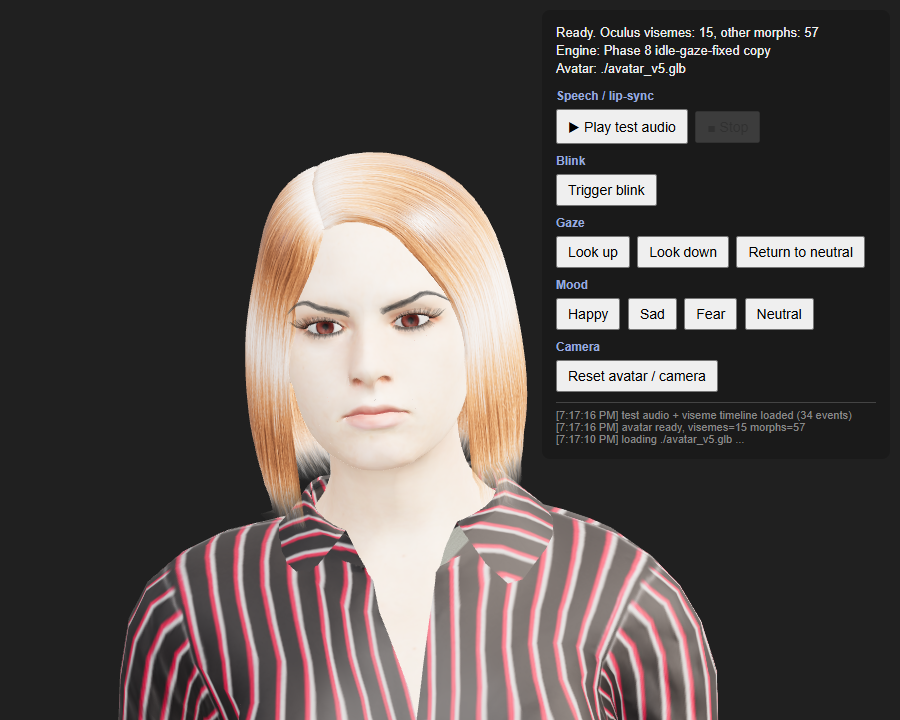 Ready. Oculus visemes: 15, other morphs: 57
Engine: Phase 8 idle-gaze-fixed copy
Avatar: ./avatar_v5.glb
Speech / lip-sync
▶ Play test audio ■ Stop
Blink
Trigger blink
Gaze
Look up Look down Return to neutral
Mood
Happy Sad Fear Neutral
Camera
Reset avatar / camera
[7:17:16 PM] test audio + viseme timeline loaded (34 events)
[7:17:16 PM] avatar ready, visemes=15 morphs=57
[7:17:10 PM] loading ./avatar_v5.glb ...